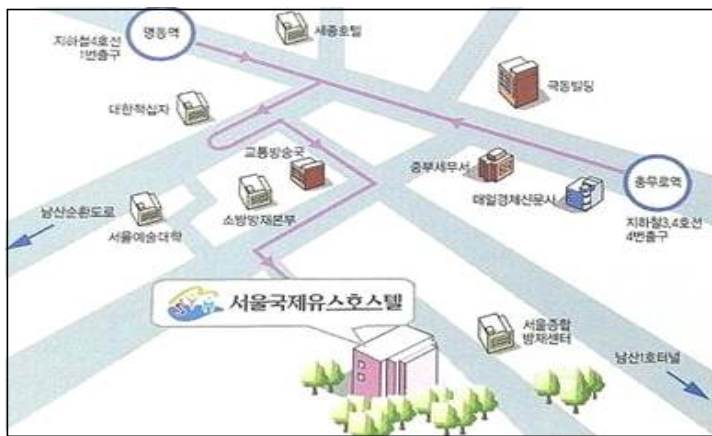 명동역
지하철4호선
1번출구
세종호텔
극동빌딩
대한적십자
교통방송국
중부세무서
충무로역
매일경제신문사
지하철3,4호선
4번출구
남산순환도로
서울예술대학
소방방재본부
서울국제유스호스텔
서울종합
방재센터
남산1호터널